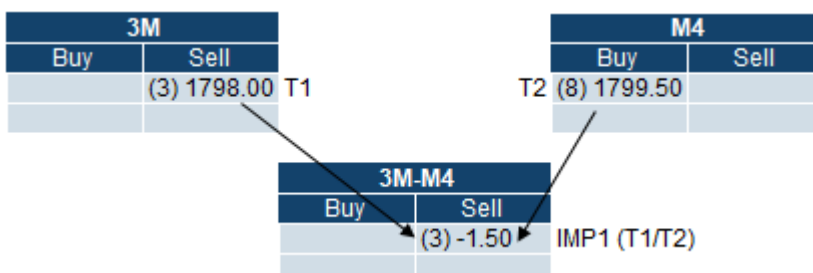 3M
Buy Sell
(3) 1798.00 T1
M4
Buy Sell
T2 (8) 1799.50
3M-M4
Buy Sell
(3) -1.50 IMP1 (T1/T2)